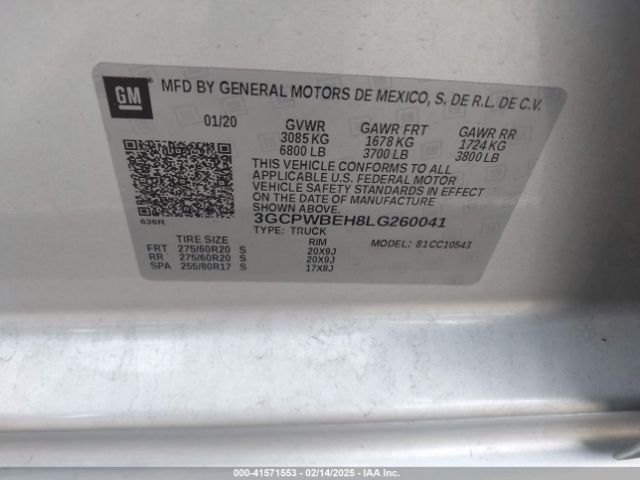 GM MFD BY GENERAL MOTORS DE MEXICO, S. DE R.L. DE C.V.
01/20 GVWR GAWR FRT GAWR RR
3085 KG 1678 KG 1724 KG
6800 LB 3700 LB 3800 LB
THIS VEHICLE CONFORMS TO ALL
APPLICABLE U.S. FEDERAL MOTOR
VEHICLE SAFETY STANDARDS IN EFFECT
ON THE DATE OF MANUFACTURE
SHOWN ABOVE.
636R 3GCPWBEH8LG260041
TYPE: TRUCK
TIRE SIZE RIM MODEL: 81CC10543
FRT 275/60R20 S 20X9J
RR 275/60R20 S 20X9J
SPA 255/80R17 S 17X8J
0-41571553 - 02/14/2025 - IAA Inc.